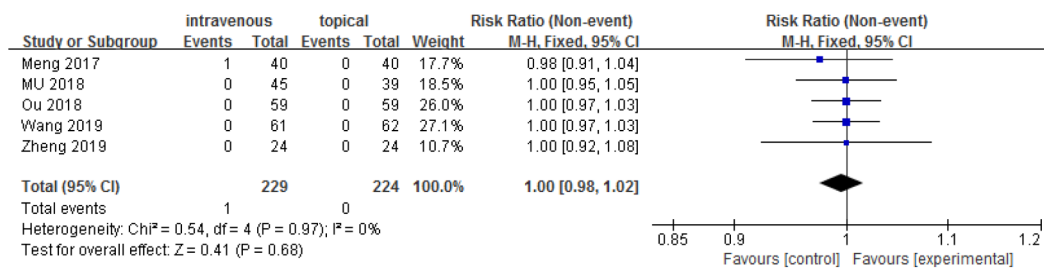 intravenous topical Risk Ratio (Non-event) Risk Ratio (Non-event)
Study or Subgroup Events Total Events Total Weight M-H, Fixed, 95% CI M-H, Fixed, 95% CI
Meng 2017 1 40 0 40 17.7% 0.98 [0.91, 1.04]
MU 2018 0 45 0 39 18.5% 1.00 [0.95, 1.05]
Ou 2018 0 59 0 59 26.0% 1.00 [0.97, 1.03]
Wang 2019 0 61 0 62 27.1% 1.00 [0.97, 1.03]
Zheng 2019 0 24 0 24 10.7% 1.00 [0.92, 1.08]
Total (95% CI) 229 224 100.0% 1.00 [0.98, 1.02]
Total events 1 0
Heterogeneity: Chi² = 0.54, df = 4 (P = 0.97); I² = 0%
Test for overall effect: Z = 0.41 (P = 0.68)
0.85 0.9 1 1.1 1.2
Favours [control] Favours [experimental]